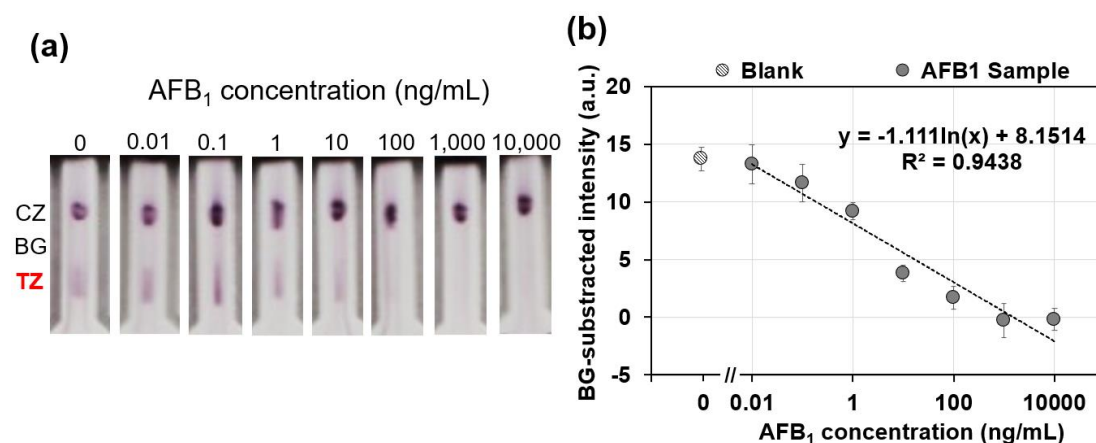 (a)
AFB₁ concentration (ng/mL)
0 0.01 0.1 1 10 100 1,000 10,000
CZ
BG
TZ
(b)
Blank AFB1 Sample
BG-substracted intensity (a.u.)
20
15
10
5
0
-5
y = -1.111ln(x) + 8.1514
R² = 0.9438
0 // 0.01 1 100 10000
AFB₁ concentration (ng/mL)